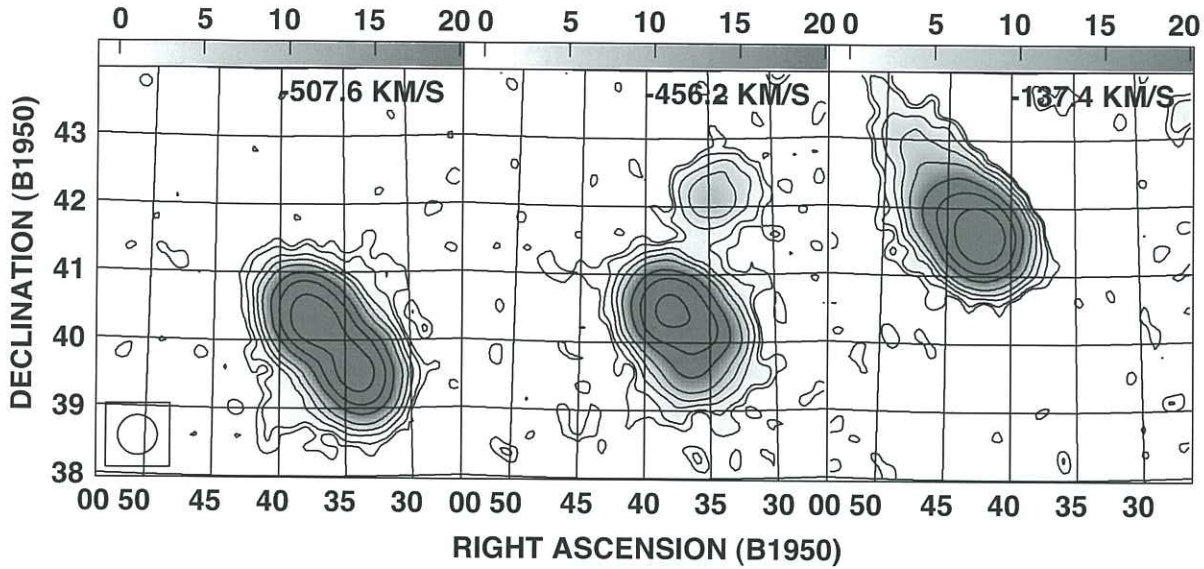 0 5 10 15 20 0 5 10 15 20 0 5 10 15 20
-507.6 KM/S -456.2 KM/S -137.4 KM/S
43
42
41
40
39
38
DECLINATION (B1950)
00 50 45 40 35 30 00 50 45 40 35 30 00 50 45 40 35 30
RIGHT ASCENSION (B1950)